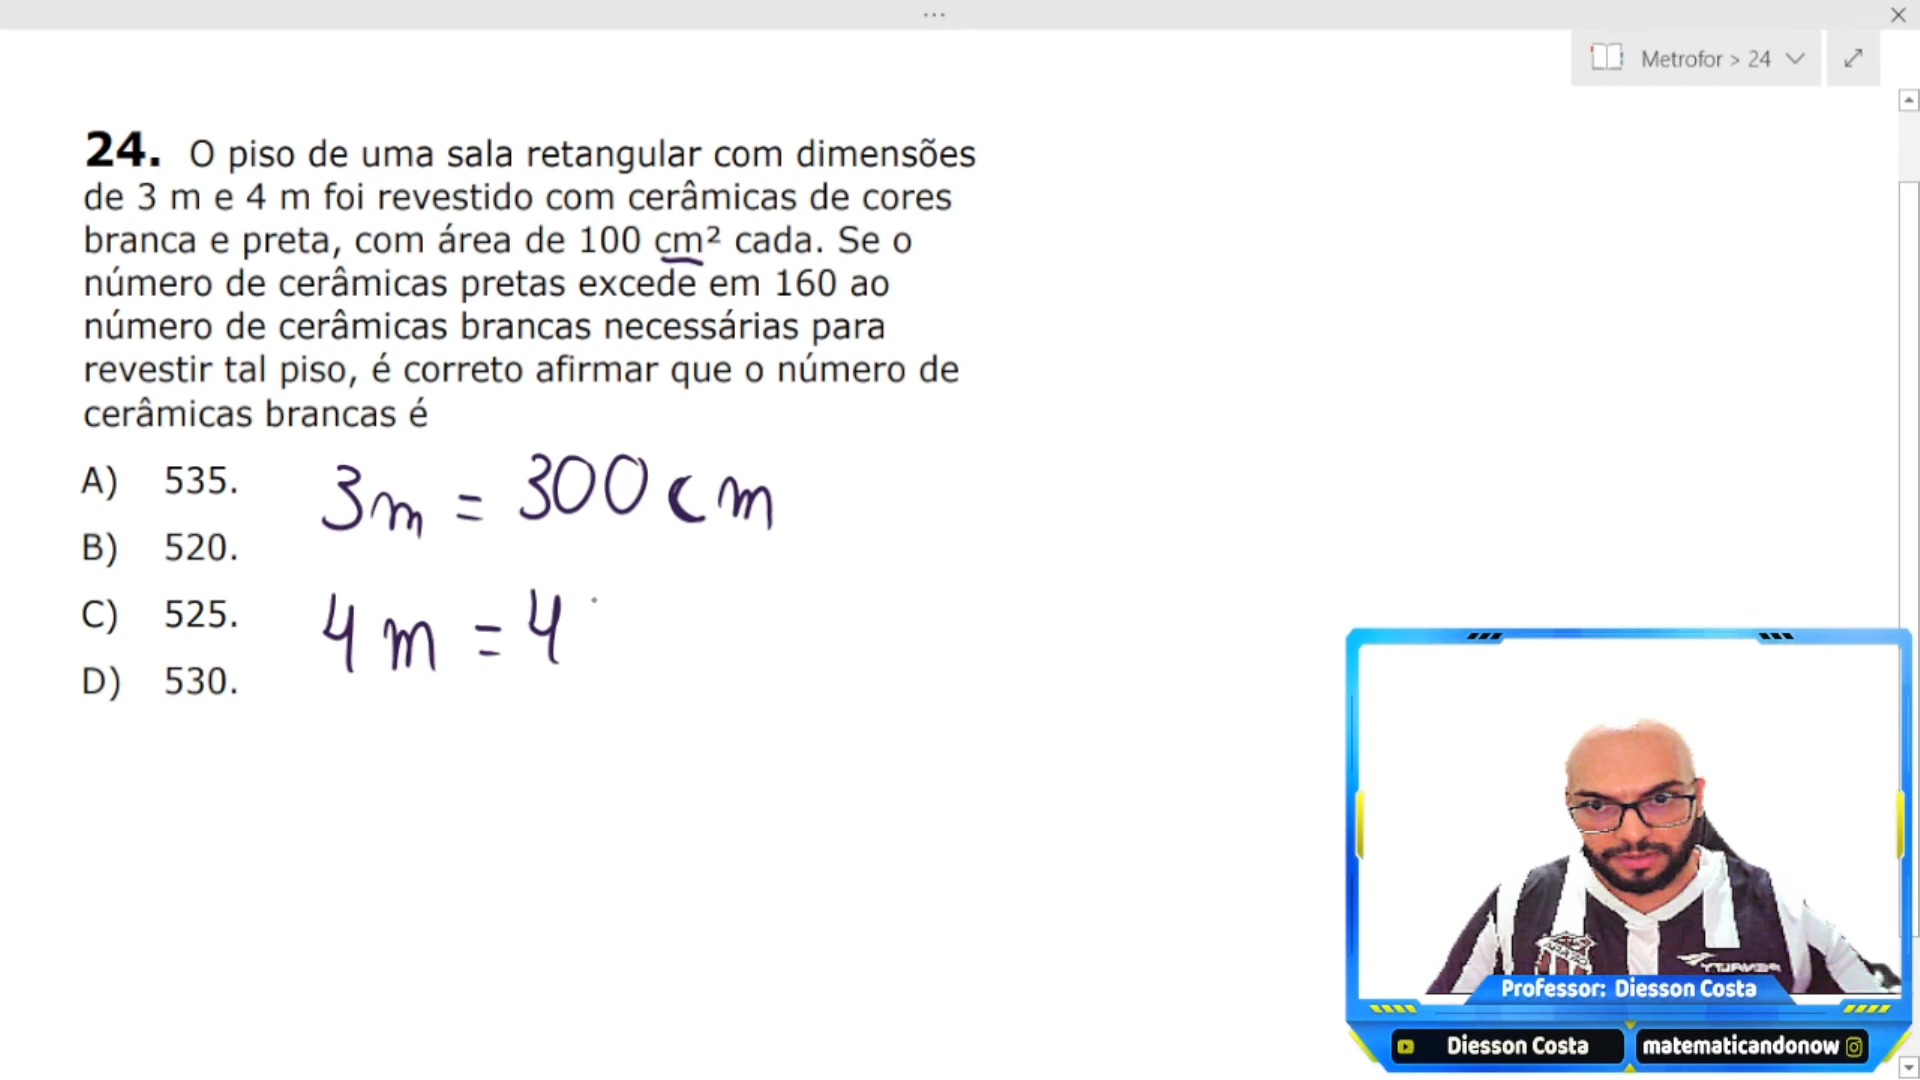 ...
Metrofor > 24
24. O piso de uma sala retangular com dimensões
de 3 m e 4 m foi revestido com cerâmicas de cores
branca e preta, com área de 100 cm² cada. Se o
número de cerâmicas pretas excede em 160 ao
número de cerâmicas brancas necessárias para
revestir tal piso, é correto afirmar que o número de
cerâmicas brancas é
A) 535.
B) 520.
C) 525.
D) 530.
3m = 300cm
4m = 4
Professor: Diesson Costa
Diesson Costa
matematicandonow